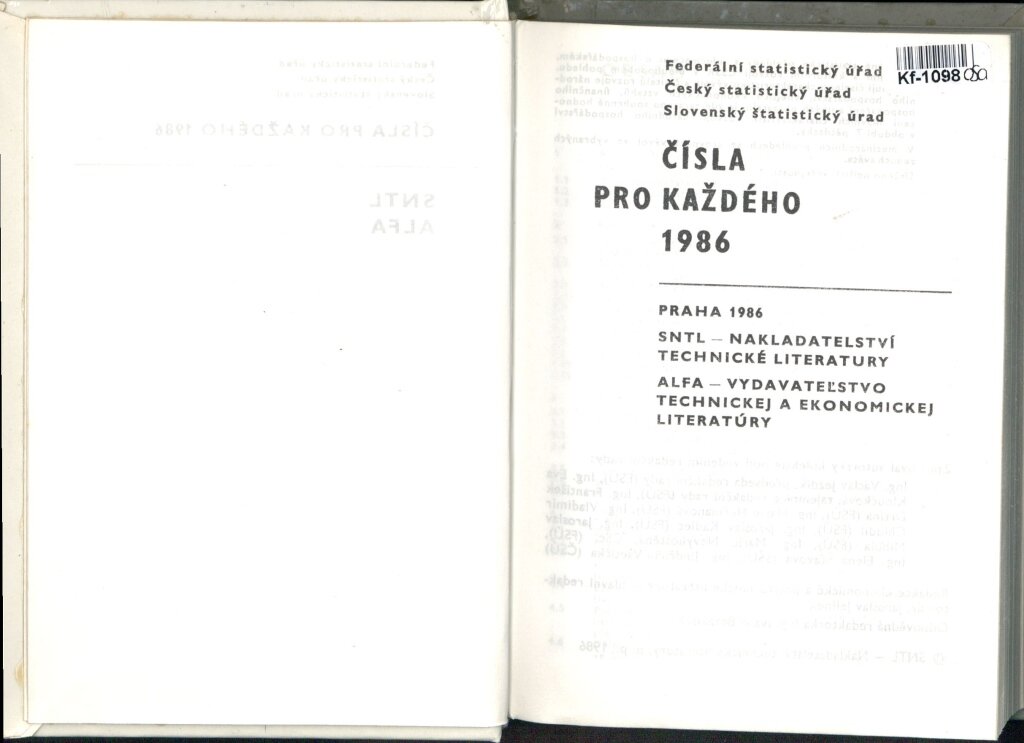 Federální statistický úřad
Český statistický úřad
Slovenský štatistický úrad
Kf-1098
ČÍSLA
PRO KAŽDÉHO
1986
PRAHA 1986
SNTL – NAKLADATELSTVÍ
TECHNICKÉ LITERATURY
ALFA – VYDAVATEĽSTVO
TECHNICKEJ A EKONOMICKEJ
LITERATÚRY